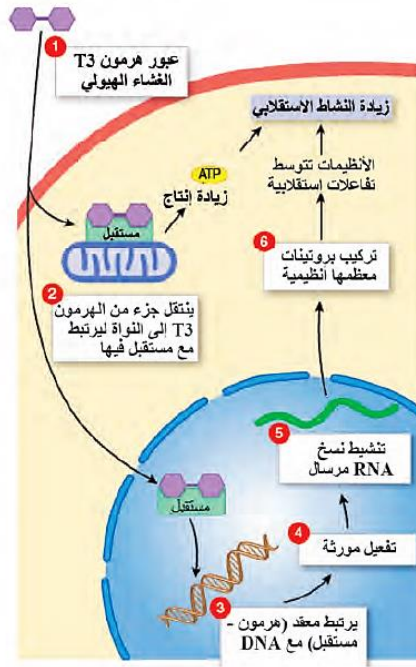 1
عبور هرمون T3
الغشاء الهيولي
زيادة النشاط الاستقلابي
الأنظيمات تتوسط
تفاعلات إستقلابية
ATP
زيادة إنتاج
مستقبل
6
تركيب بروتينات
معظمها أنظيمية
2
ينتقل جزء من الهرمون
T3 إلى النواة ليرتبط
مع مستقبل فيها
5
تنشيط نسخ
RNA مرسال
مستقبل
4
تفعيل مورثة
3
يرتبط معقد (هرمون -
مستقبل) مع DNA